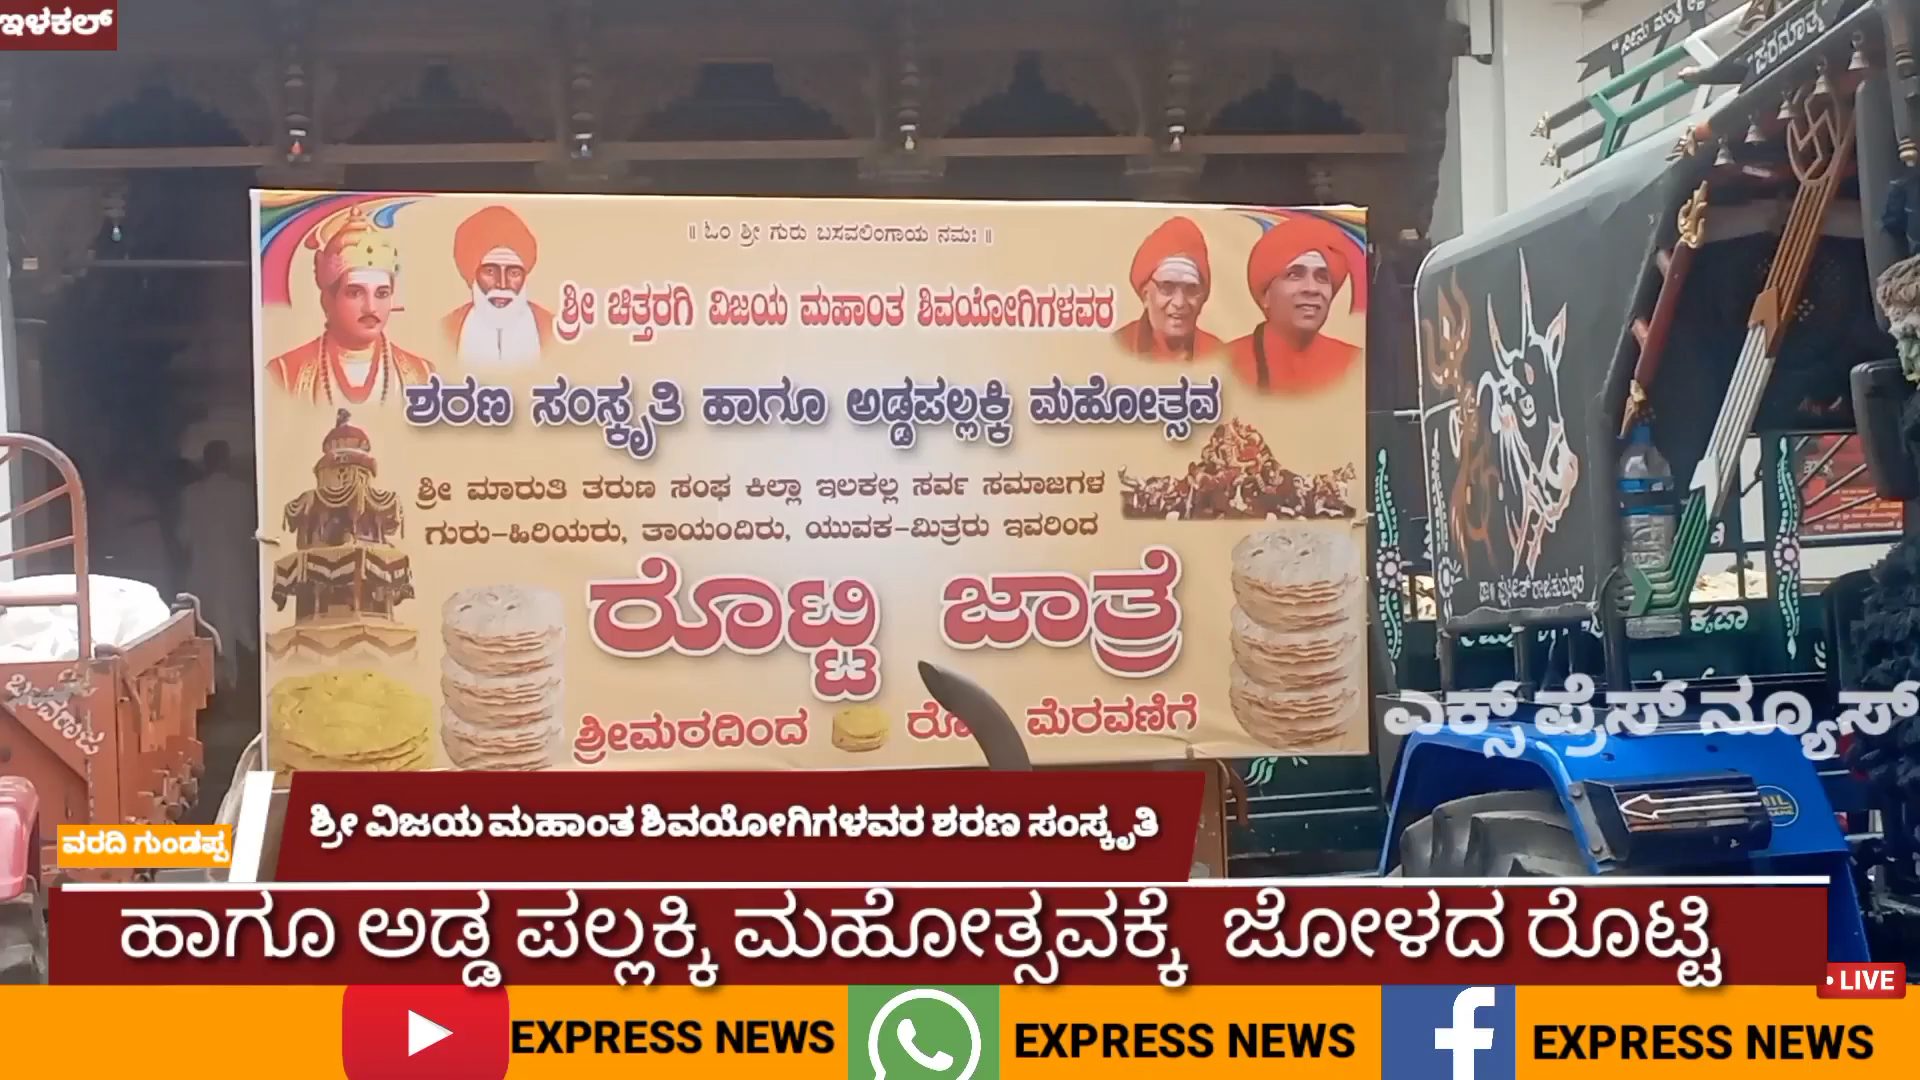 ಇಳಕಲ್
॥ ಓಂ ಶ್ರೀ ಗುರು ಬಸವಲಿಂಗಾಯ ನಮಃ ॥
ಶ್ರೀ ಚಿತ್ತರಗಿ ವಿಜಯ ಮಹಾಂತ ಶಿವಯೋಗಿಗಳವರ
ಶರಣ ಸಂಸ್ಕೃತಿ ಹಾಗೂ ಅಡ್ಡಪಲ್ಲಕ್ಕಿ ಮಹೋತ್ಸವ
ಶ್ರೀ ಮಾರುತಿ ತರುಣ ಸಂಘ ಕಿಲ್ಲಾ ಇಲಕಲ್ಲ ಸರ್ವ ಸಮಾಜಗಳ
ಗುರು-ಹಿರಿಯರು, ತಾಯಂದಿರು, ಯುವಕ-ಮಿತ್ರರು ಇವರಿಂದ
ರೊಟ್ಟಿ ಜಾತ್ರೆ
ಶ್ರೀಮಠದಿಂದ ಮೆರವಣಿಗೆ
ಎಕ್ಸ್ ಪ್ರೆಸ್ ನ್ಯೂಸ್
ವರದಿ ಗುಂಡಪ್ಪ
ಶ್ರೀ ವಿಜಯ ಮಹಾಂತ ಶಿವಯೋಗಿಗಳವರ ಶರಣ ಸಂಸ್ಕೃತಿ
ಹಾಗೂ ಅಡ್ಡ ಪಲ್ಲಕ್ಕಿ ಮಹೋತ್ಸವಕ್ಕೆ ಜೋಳದ ರೊಟ್ಟಿ
LIVE
EXPRESS NEWS EXPRESS NEWS EXPRESS NEWS